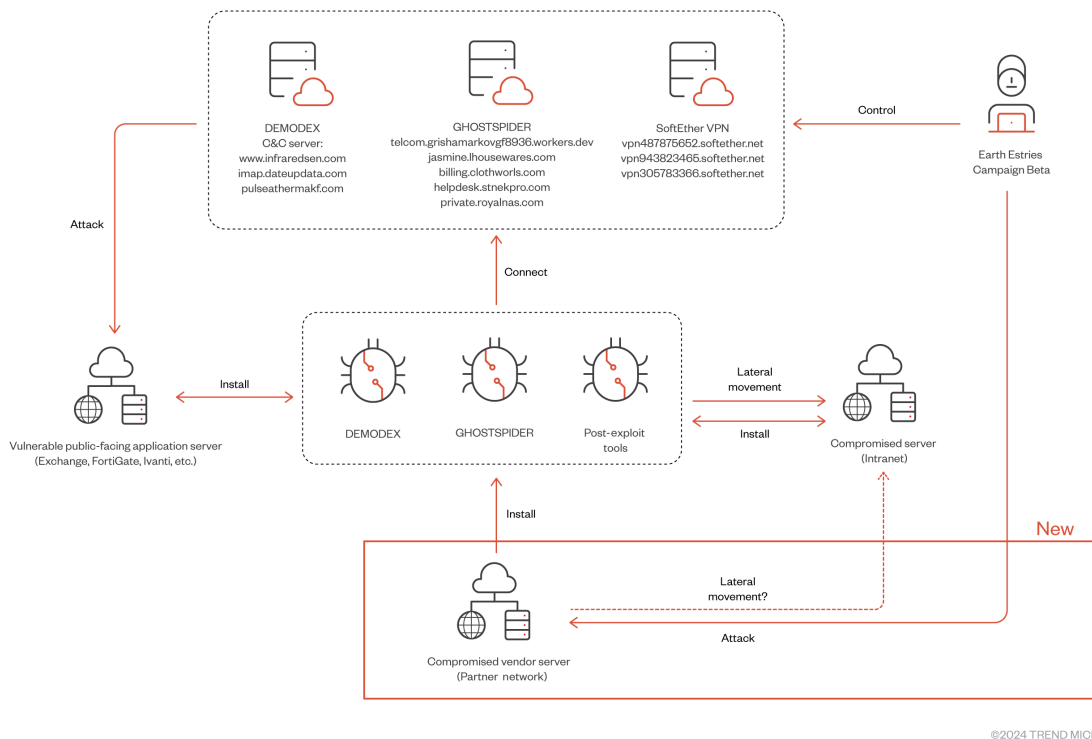 DEMODEX
C&C server:
www.infraredsen.com
imap.dateupdata.com
pulseathermakf.com
GHOSTSPIDER
telcom.grishamarkovgf8936.workers.dev
jasmine.lhousewares.com
billing.clothworls.com
helpdesk.stnekpro.com
private.royalnas.com
SoftEther VPN
vpn487875652.softether.net
vpn943823465.softether.net
vpn305783366.softether.net
Control
Earth Estries
Campaign Beta
Attack
Connect
Install
DEMODEX
GHOSTSPIDER
Post-exploit
tools
Lateral
movement
Install
Vulnerable public-facing application server
(Exchange, FortiGate, Ivanti, etc.)
Compromised server
(Intranet)
Install
New
Lateral
movement?
Attack
Compromised vendor server
(Partner network)
©2024 TREND